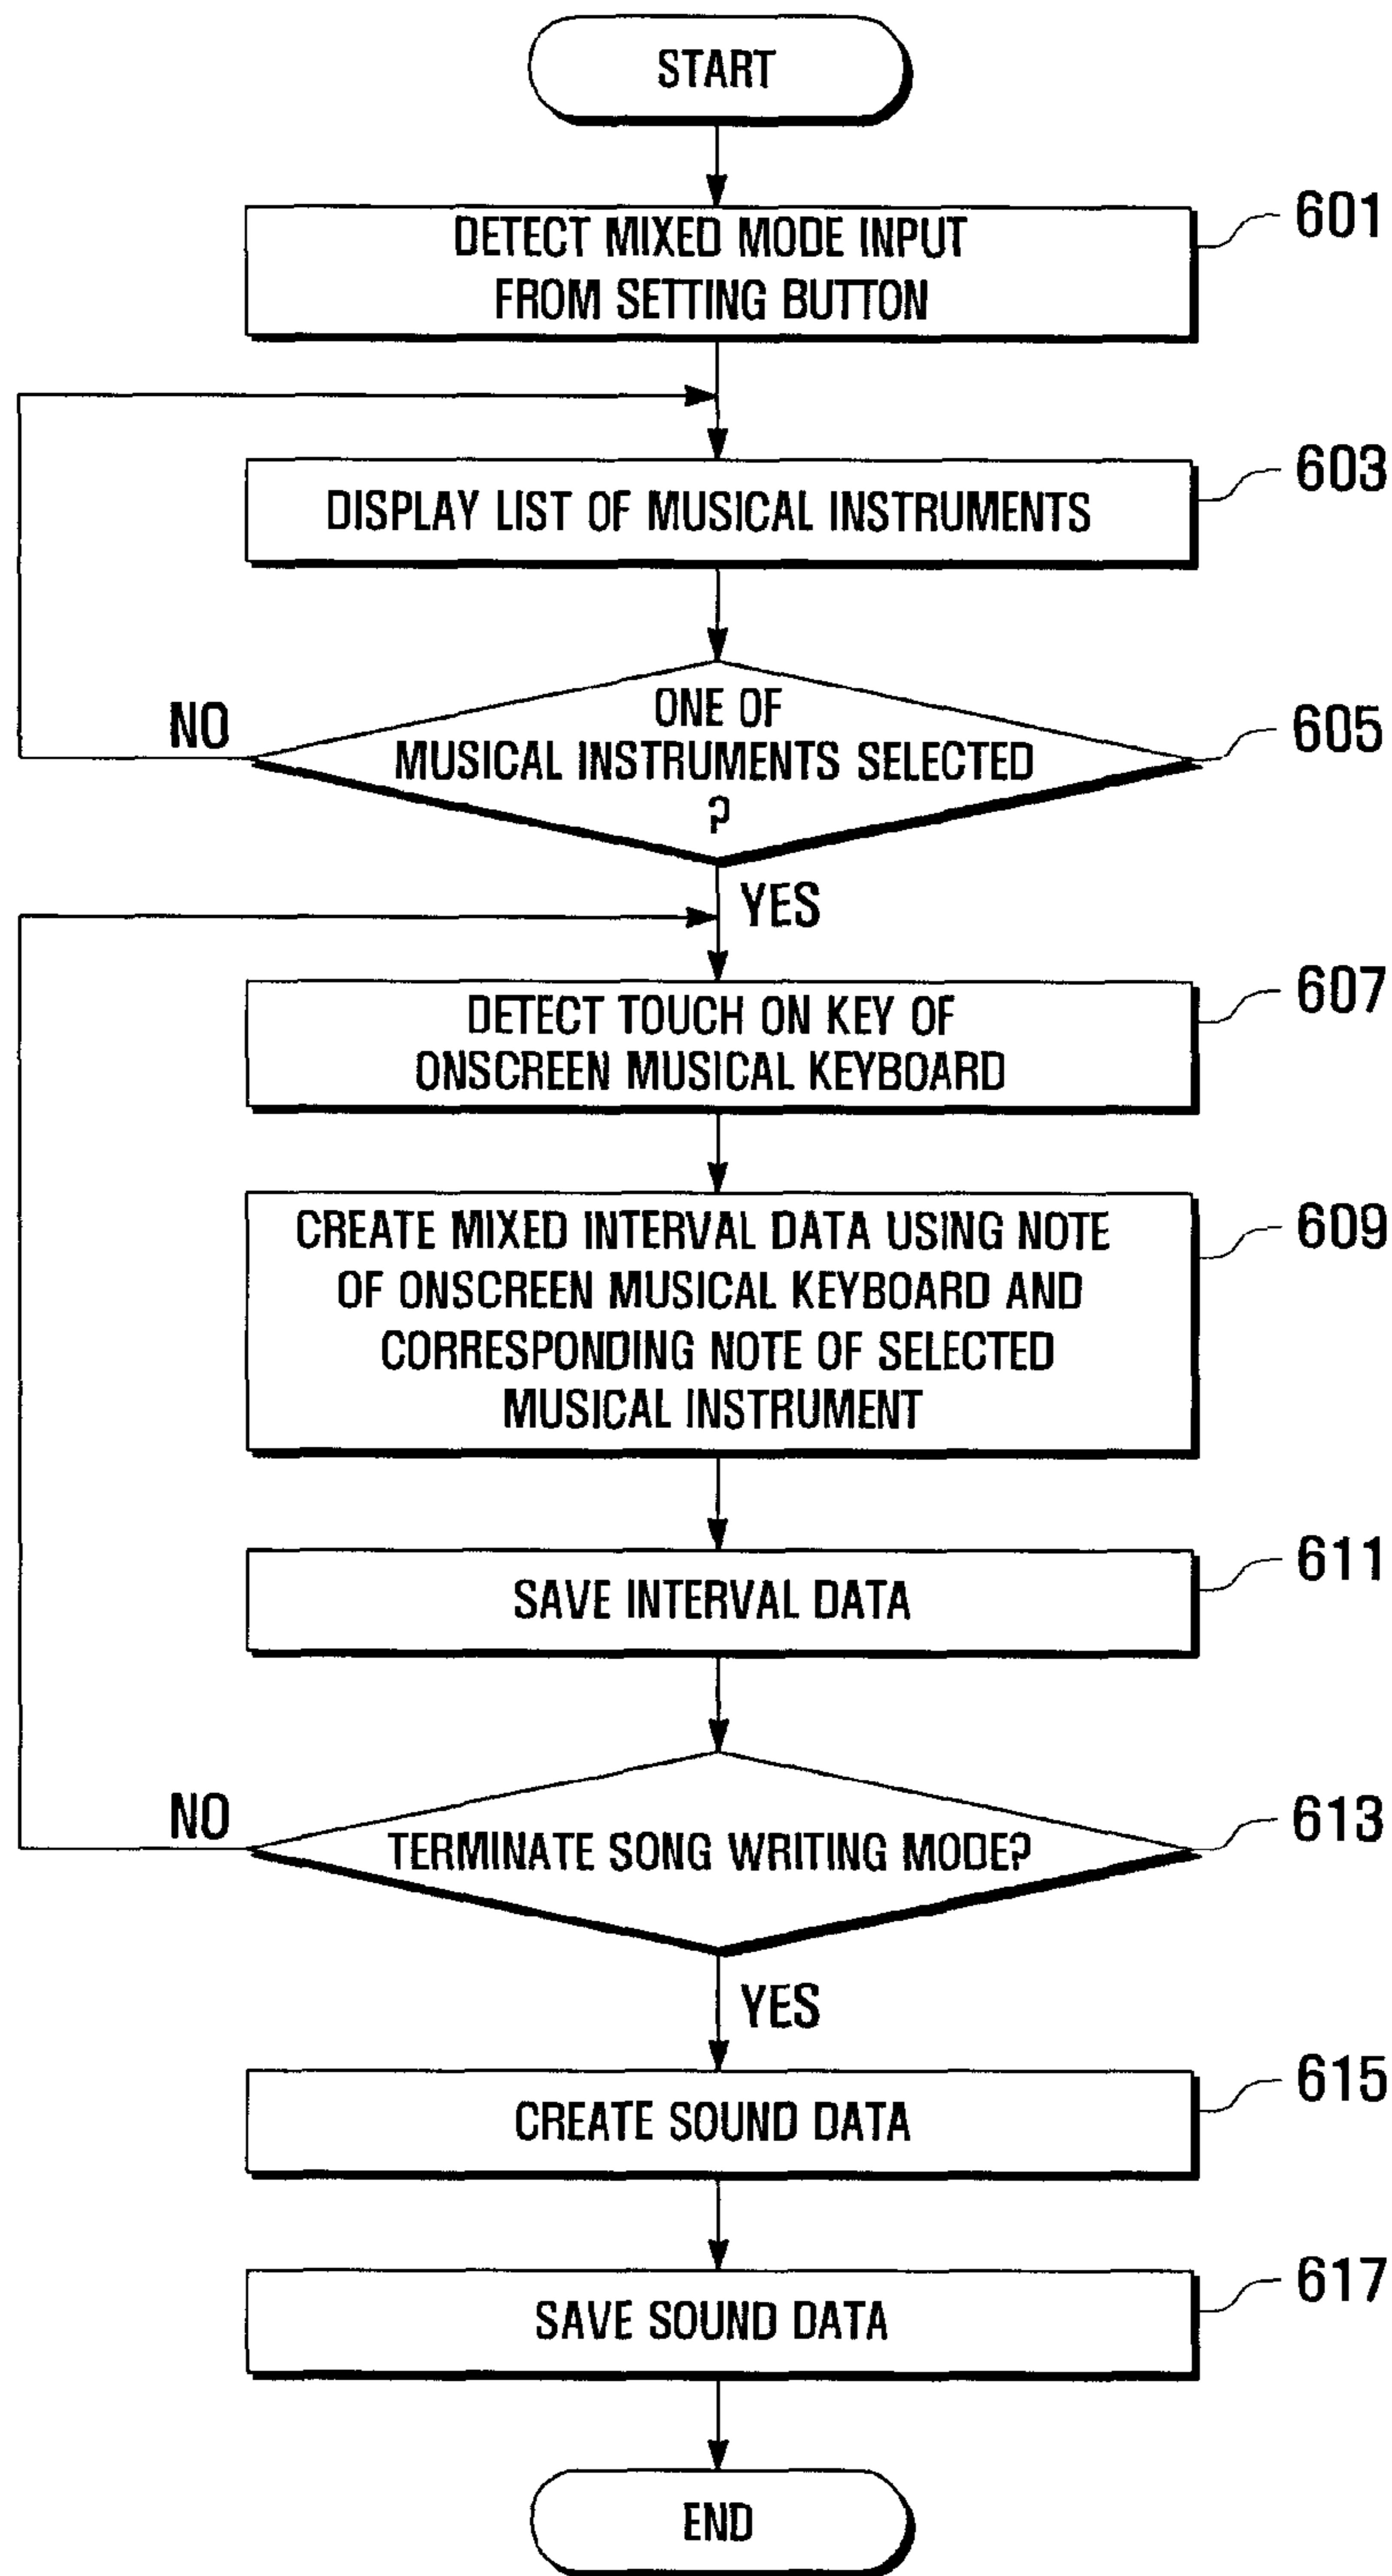 START
DETECT MIXED MODE INPUT
FROM SETTING BUTTON
601
DISPLAY LIST OF MUSICAL INSTRUMENTS
603
NO
ONE OF
MUSICAL INSTRUMENTS SELECTED
?
605
YES
DETECT TOUCH ON KEY OF
ONSCREEN MUSICAL KEYBOARD
607
CREATE MIXED INTERVAL DATA USING NOTE
OF ONSCREEN MUSICAL KEYBOARD AND
CORRESPONDING NOTE OF SELECTED
MUSICAL INSTRUMENT
609
SAVE INTERVAL DATA
611
NO
TERMINATE SONG WRITING MODE?
613
YES
CREATE SOUND DATA
615
SAVE SOUND DATA
617
END